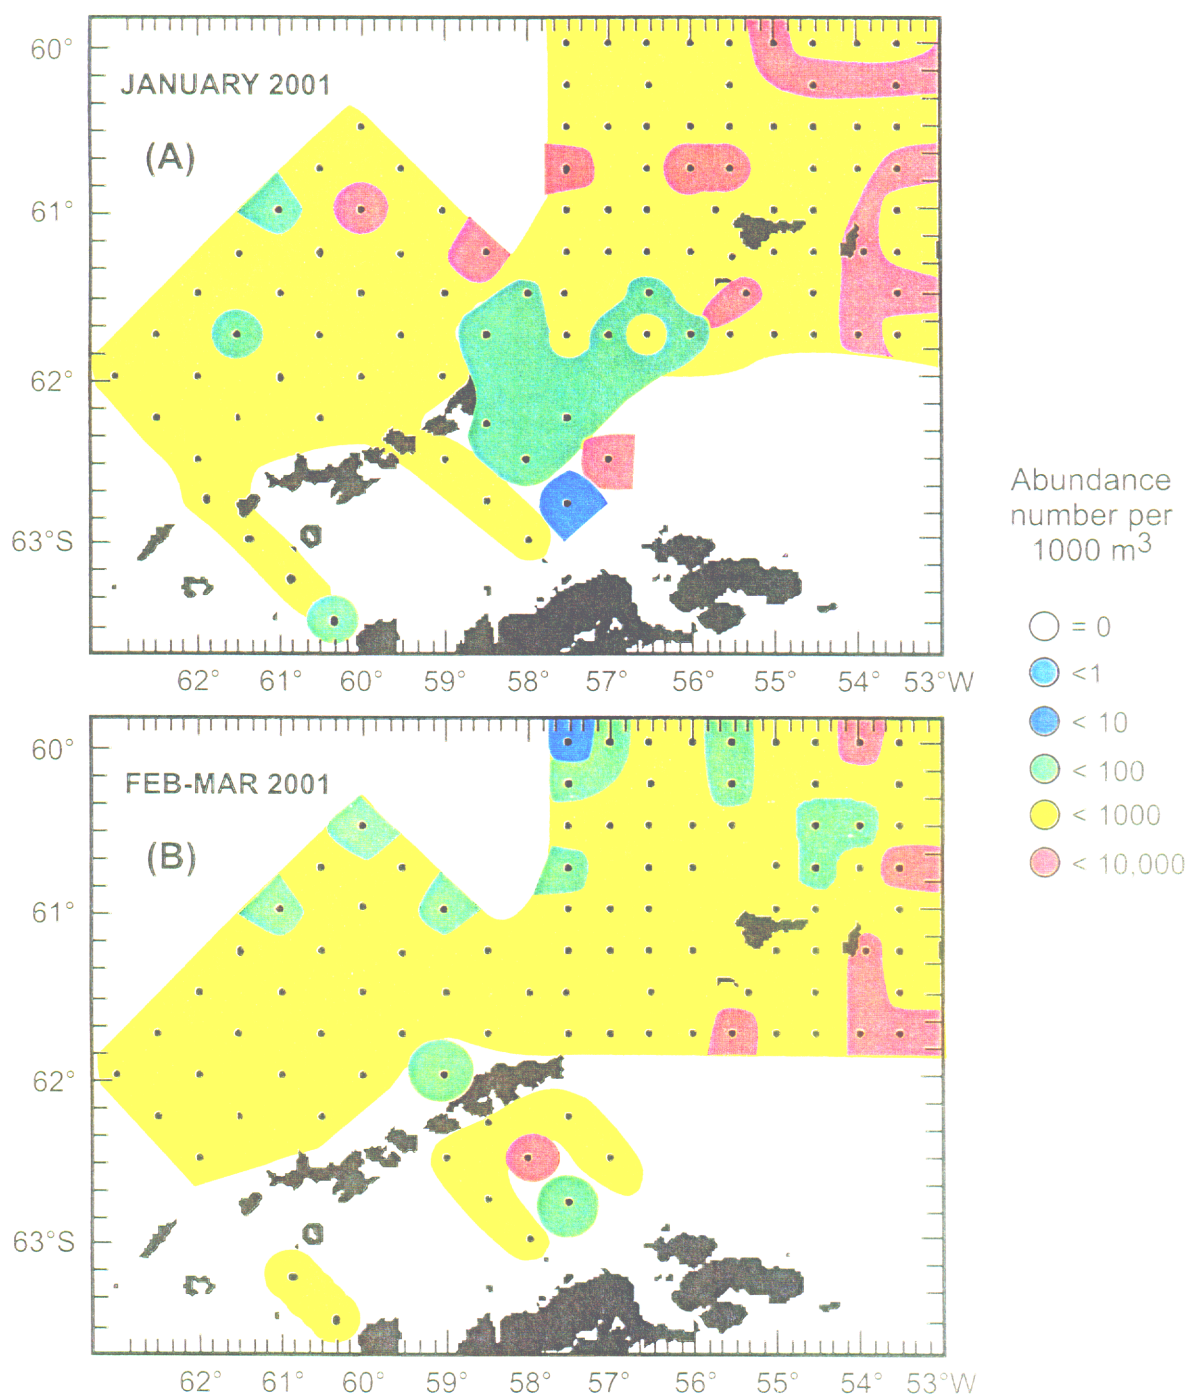 60°
JANUARY 2001
(A)
61°
62°
63°S
62° 61° 60° 59° 58° 57° 56° 55° 54° 53°W
Abundance
number per
1000 m³
= 0
<1
< 10
< 100
< 1000
< 10,000
60°
FEB-MAR 2001
(B)
61°
62°
63°S
62° 61° 60° 59° 58° 57° 56° 55° 54° 53°W